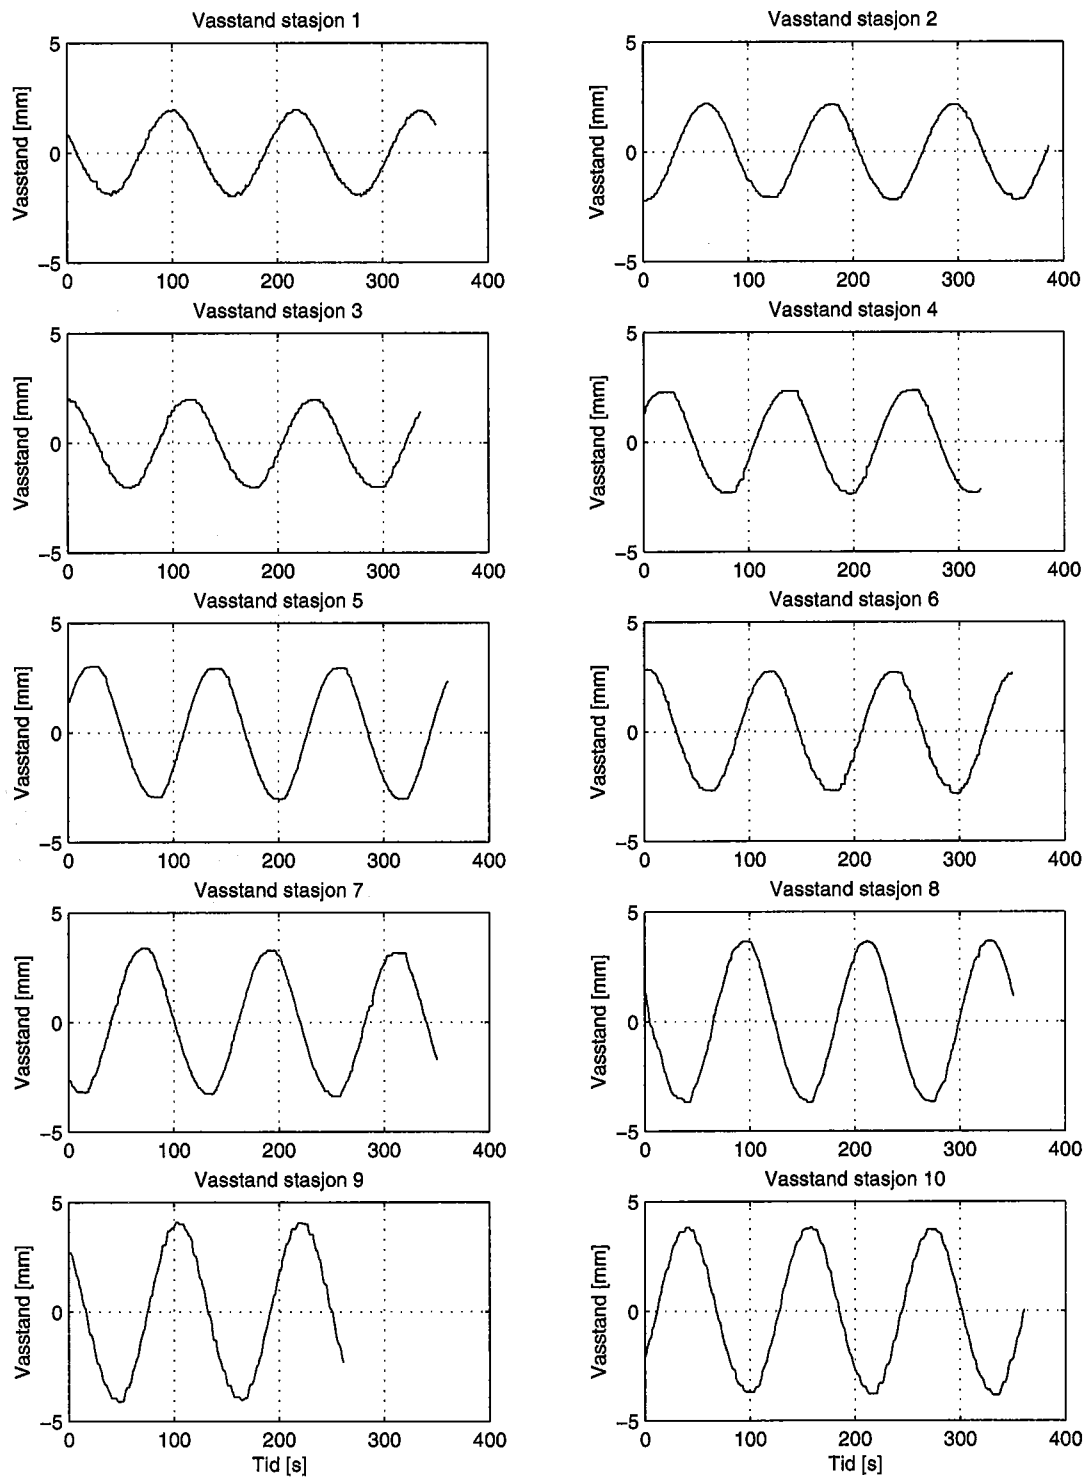 Vasstand stasjon 1
Vasstand stasjon 2
5
0
−5
Vasstand [mm]
0 100 200 300 400
5
0
−5
Vasstand [mm]
0 100 200 300 400
Vasstand stasjon 3
Vasstand stasjon 4
5
0
−5
Vasstand [mm]
0 100 200 300 400
5
0
−5
Vasstand [mm]
0 100 200 300 400
Vasstand stasjon 5
Vasstand stasjon 6
5
0
−5
Vasstand [mm]
0 100 200 300 400
5
0
−5
Vasstand [mm]
0 100 200 300 400
Vasstand stasjon 7
Vasstand stasjon 8
5
0
−5
Vasstand [mm]
0 100 200 300 400
5
0
−5
Vasstand [mm]
0 100 200 300 400
Vasstand stasjon 9
Vasstand stasjon 10
5
0
−5
Vasstand [mm]
0 100 200 300 400
Tid [s]
5
0
−5
Vasstand [mm]
0 100 200 300 400
Tid [s]